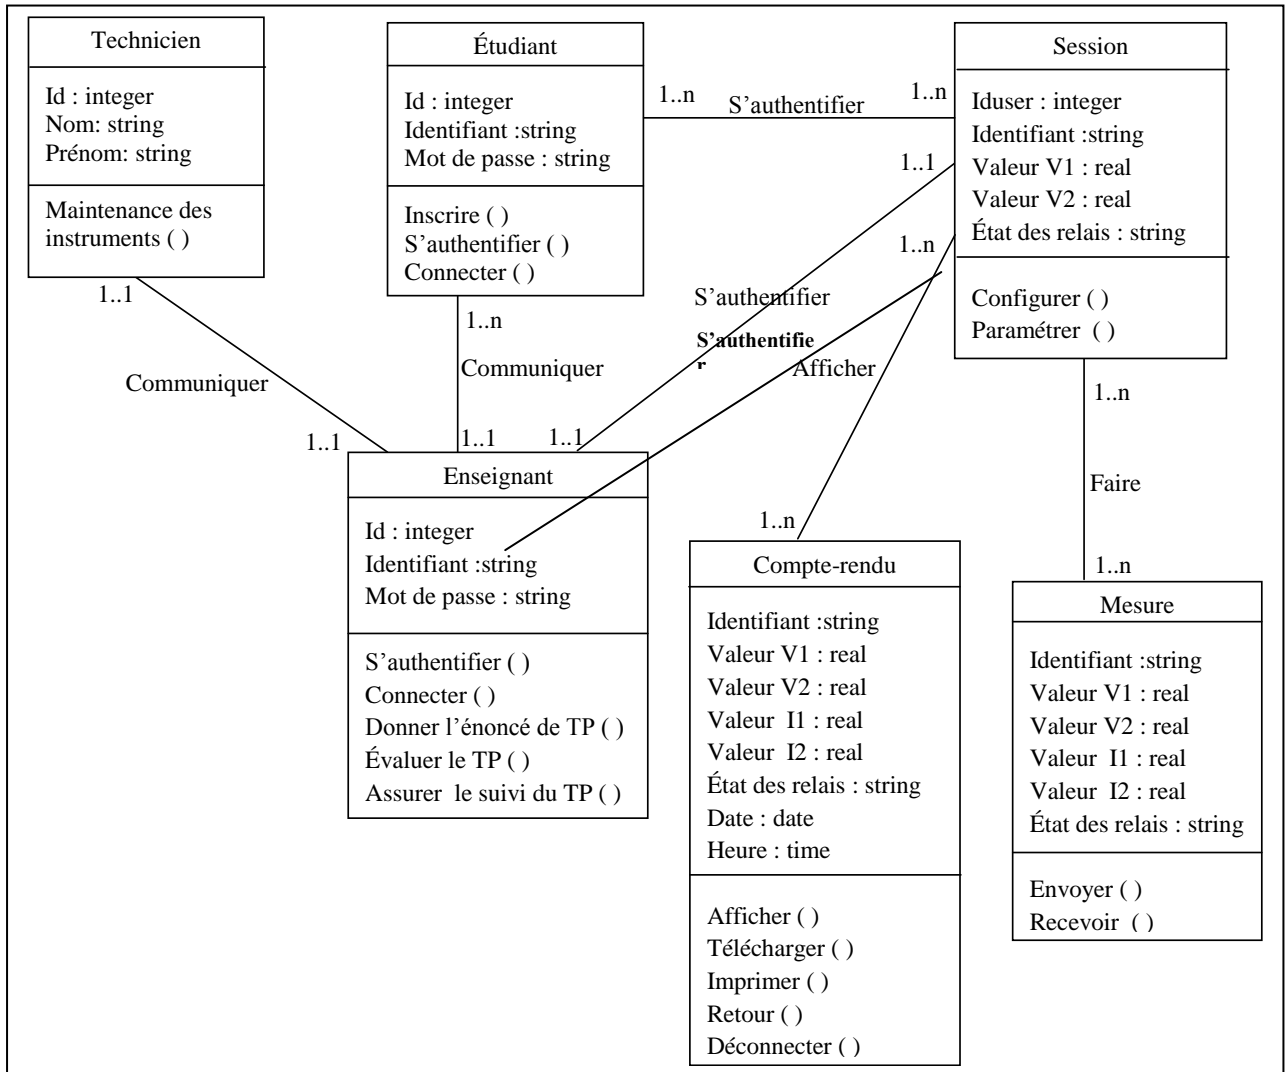 Technicien
Id : integer
Nom: string
Prénom: string
Maintenance des
instruments ( )
Étudiant
Id : integer
Identifiant :string
Mot de passe : string
Inscrire ( )
S’authentifier ( )
Connecter ( )
Session
Iduser : integer
Identifiant :string
Valeur V1 : real
Valeur V2 : real
État des relais : string
Configurer ( )
Paramétrer ( )
1..n
S’authentifier
1..n
1..1
1..n
S’authentifier
S’authentifie
r
Afficher
1..1
Communiquer
1..1
1..n
Communiquer
1..1
1..1
1..n
Faire
1..n
1..n
Enseignant
Id : integer
Identifiant :string
Mot de passe : string
S’authentifier ( )
Connecter ( )
Donner l’énoncé de TP ( )
Évaluer le TP ( )
Assurer le suivi du TP ( )
Compte-rendu
Identifiant :string
Valeur V1 : real
Valeur V2 : real
Valeur I1 : real
Valeur I2 : real
État des relais : string
Date : date
Heure : time
Afficher ( )
Télécharger ( )
Imprimer ( )
Retour ( )
Déconnecter ( )
Mesure
Identifiant :string
Valeur V1 : real
Valeur V2 : real
Valeur I1 : real
Valeur I2 : real
État des relais : string
Envoyer ( )
Recevoir ( )